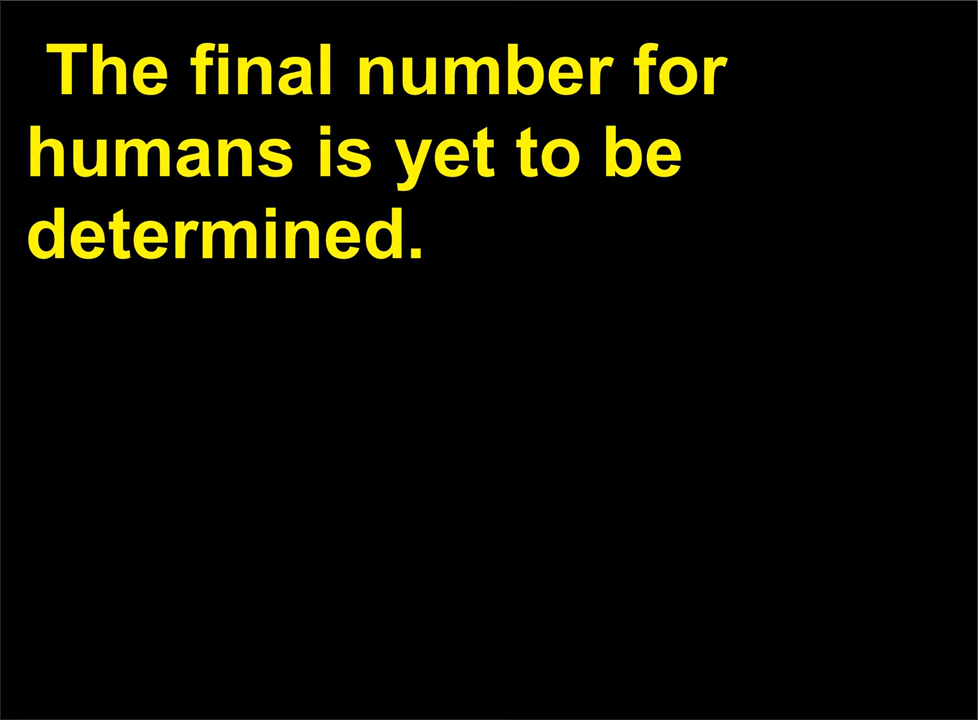 The final number for
humans is yet to be
determined.